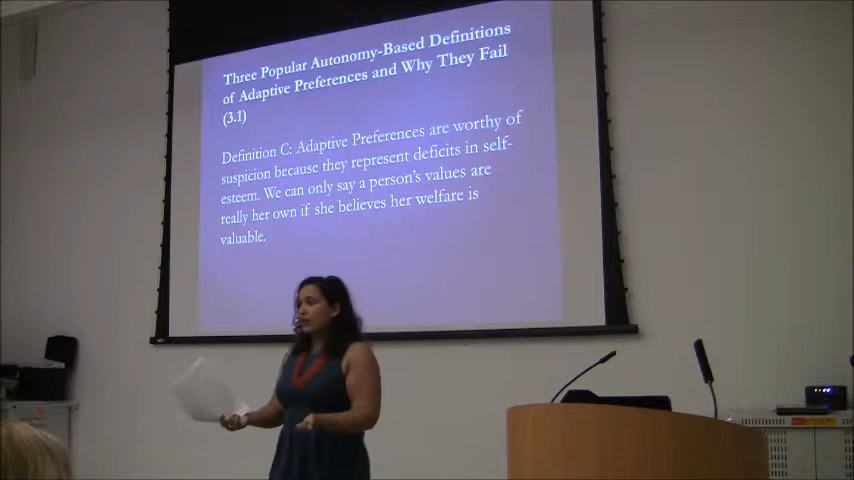 Three Popular Autonomy-Based Definitions
of Adaptive Preferences and Why They Fail
(3.1)
Definition C: Adaptive Preferences are worthy of
suspicion because they represent deficits in self-
esteem. We can only say a person's values are
really her own if she believes her welfare is
valuable.